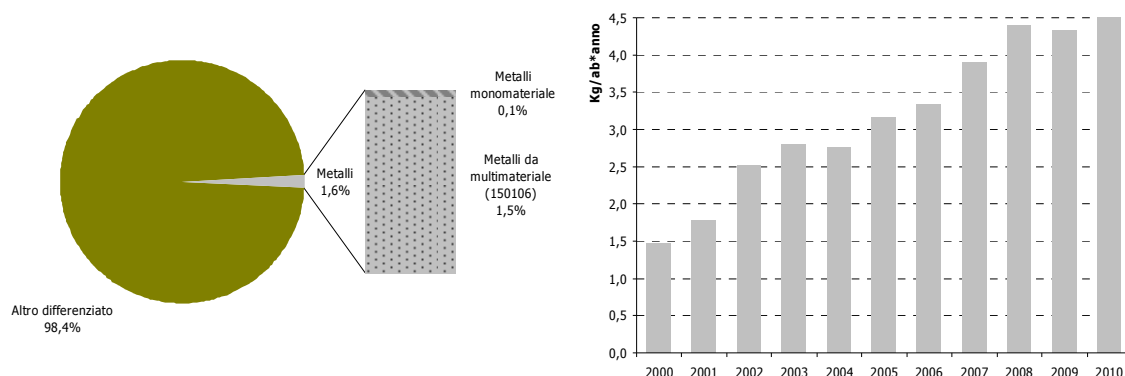 Metalli
monomateriale
0,1%
Metalli
1,6%
Metalli da
multimateriale
(150106)
1,5%
Altro differenziato
98,4%
Kg/ab*anno
4,5
4,0
3,5
3,0
2,5
2,0
1,5
1,0
0,5
0,0
2000 2001 2002 2003 2004 2005 2006 2007 2008 2009 2010